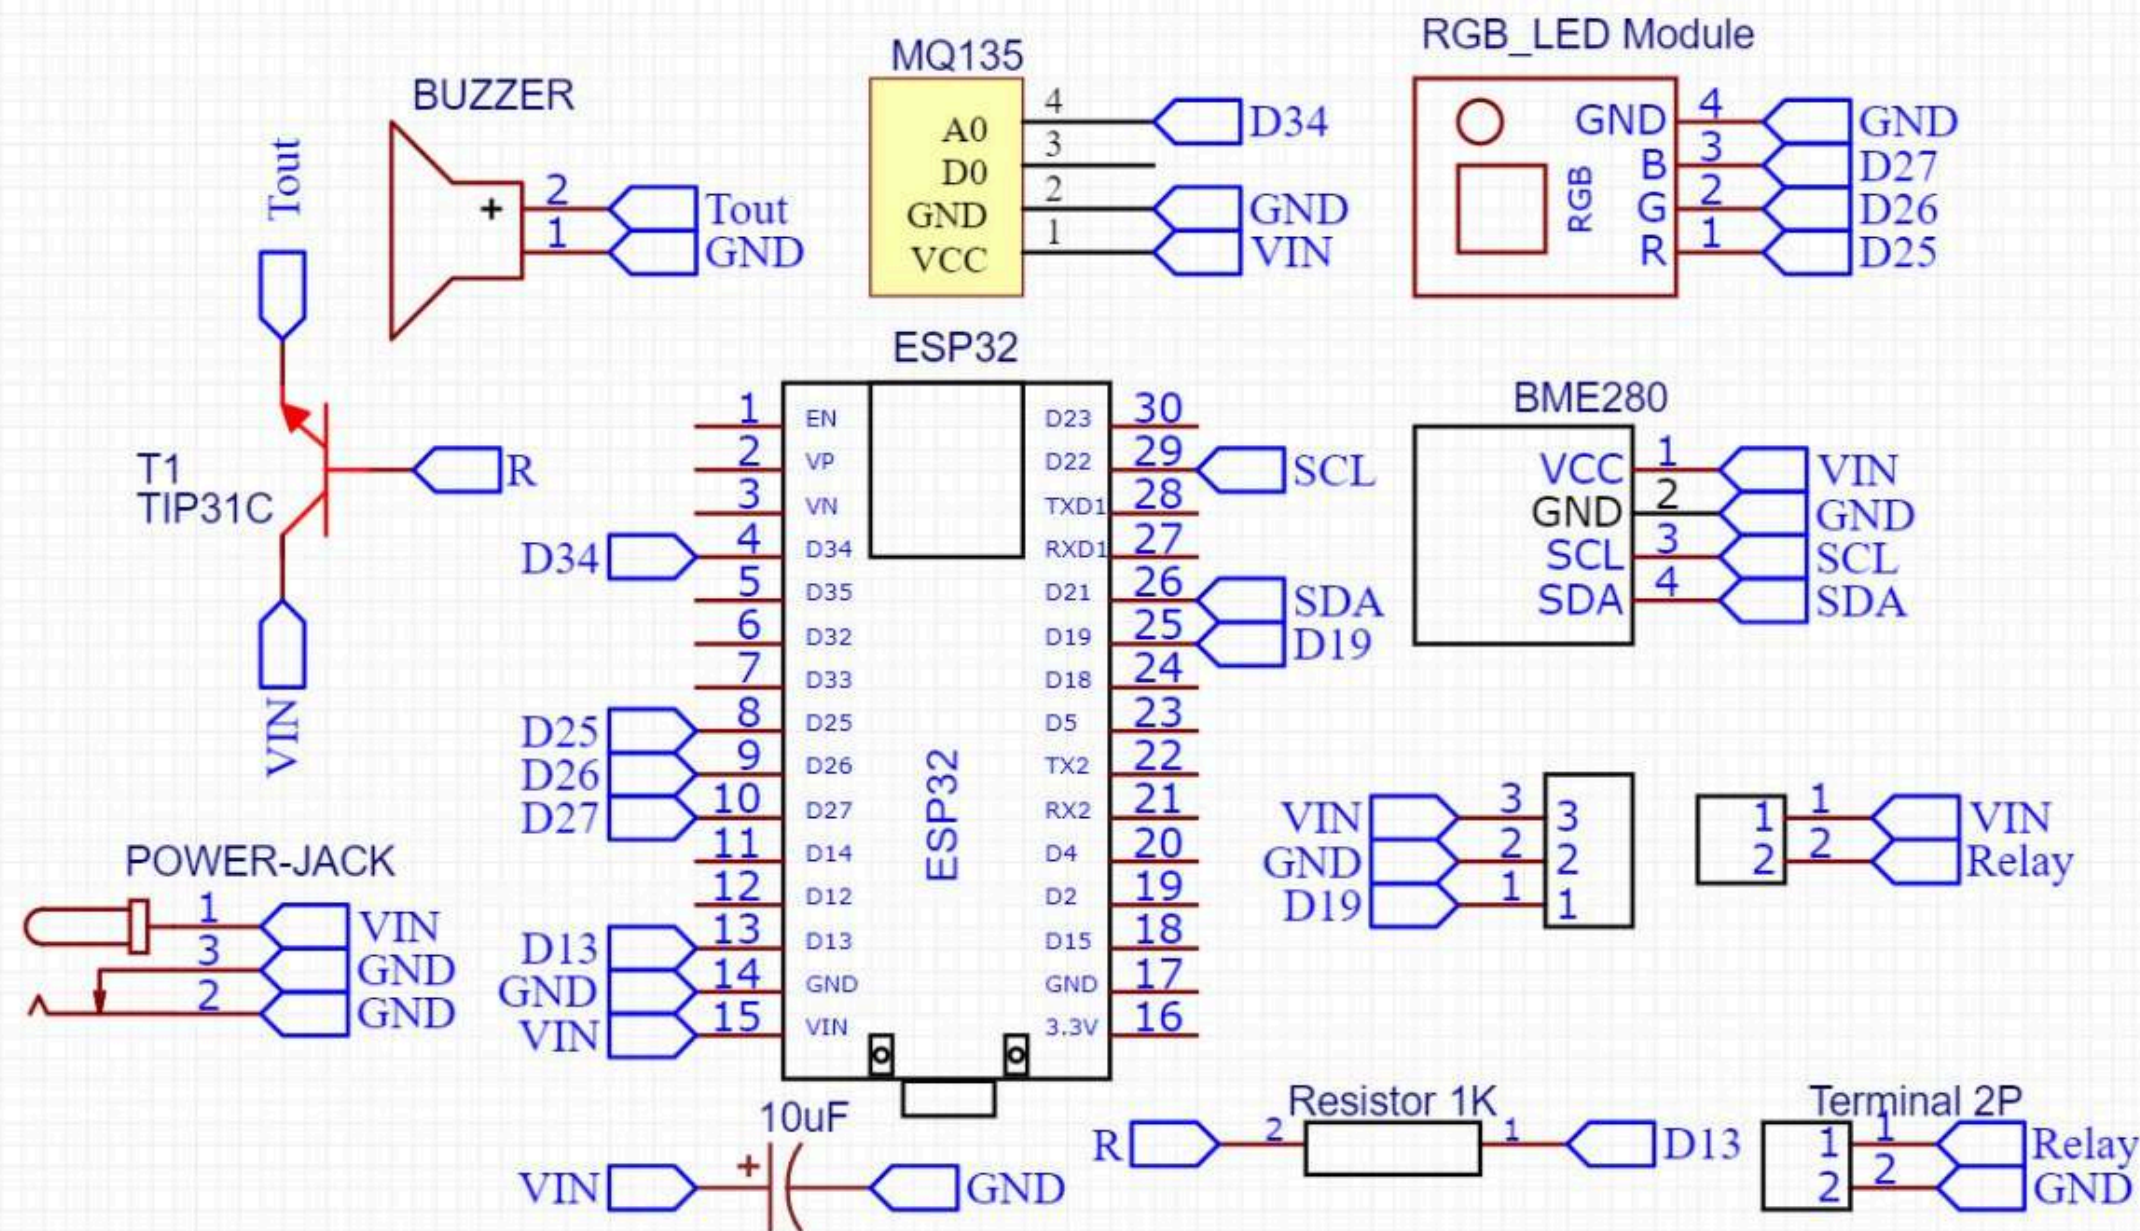 RGB_LED Module
MQ135
BUZZER
Tout
+
2 Tout
1 GND
A0 4 D34
D0 3
GND 2 GND
VCC 1 VIN
RGB
GND 4 GND
B 3 D27
G 2 D26
R 1 D25
T1
TIP31C
R
VIN
ESP32
ESP32
1 EN
2 VP
3 VN
D34 4 D34
5 D35
6 D32
7 D33
D25 8 D25
D26 9 D26
D27 10 D27
11 D14
12 D12
D13 13 D13
GND 14 GND
VIN 15 VIN
D23 30
D22 29 SCL
TXD1 28
RXD1 27
D21 26 SDA
D19 25 D19
D18 24
D5 23
TX2 22
RX2 21
D4 20
D2 19
D15 18
GND 17
3.3V 16
BME280
VCC 1 VIN
GND 2 GND
SCL 3 SCL
SDA 4 SDA
VIN 3 3
GND 2 2
D19 1 1
1 1 VIN
2 2 Relay
POWER-JACK
1 VIN
3 GND
2 GND
10uF
VIN + GND
Resistor 1K
R 2 1 D13
Terminal 2P
1 1 Relay
2 2 GND